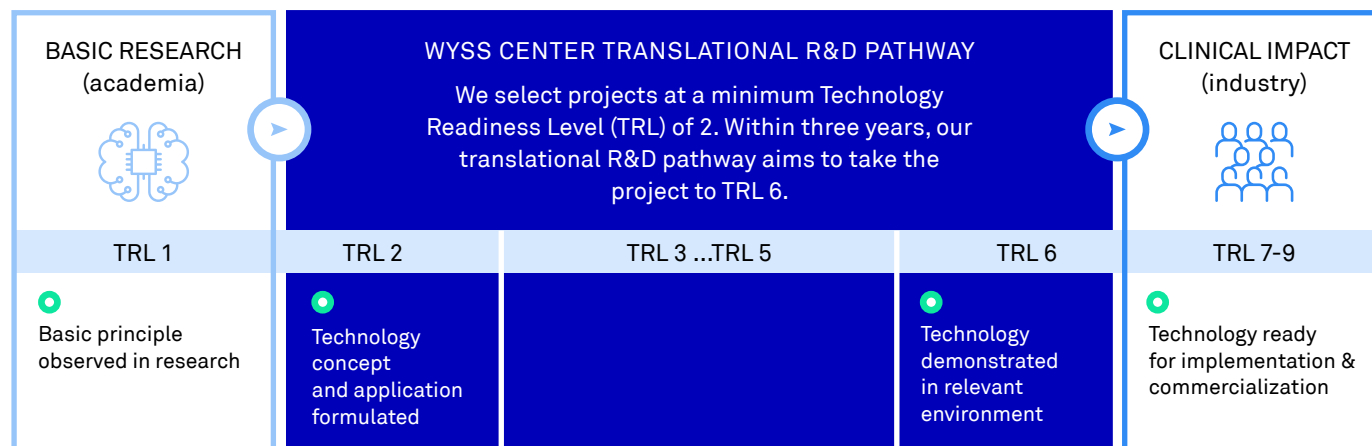 BASIC RESEARCH
(academia)
WYSS CENTER TRANSLATIONAL R&D PATHWAY
We select projects at a minimum Technology
Readiness Level (TRL) of 2. Within three years, our
translational R&D pathway aims to take the
project to TRL 6.
CLINICAL IMPACT
(industry)
TRL 1
TRL 2
TRL 3 ...TRL 5
TRL 6
TRL 7-9
Basic principle
observed in research
Technology
concept
and application
formulated
Technology
demonstrated
in relevant
environment
Technology ready
for implementation &
commercialization